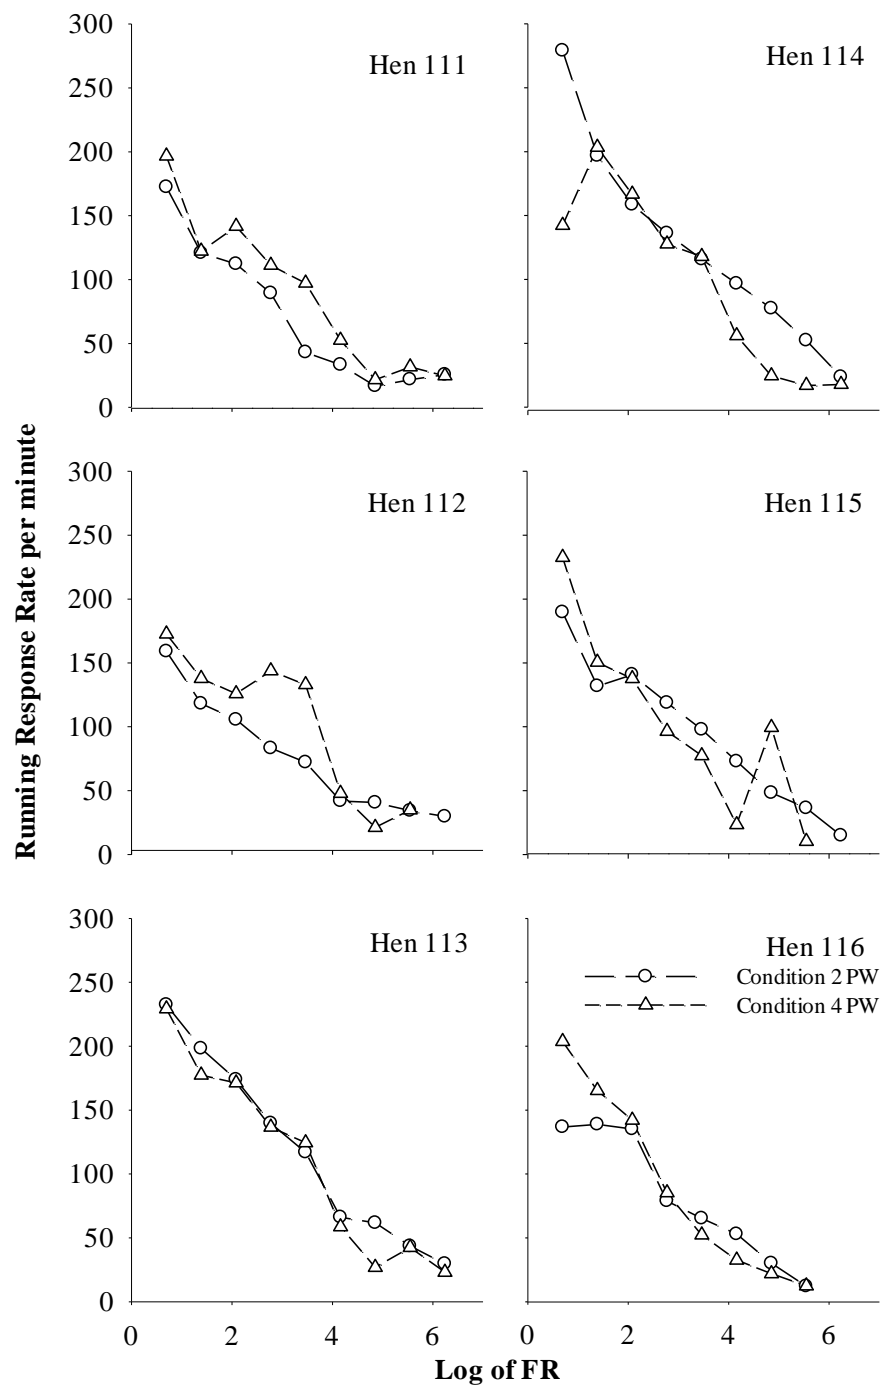 300
250
200
150
100
50
0
Hen 111
Hen 114
300
250
200
150
100
50
0
Hen 112
Hen 115
300
250
200
150
100
50
0
Hen 113
Hen 116
Condition 2 PW
Condition 4 PW
0 2 4 6
0 2 4 6
Running Response Rate per minute
Log of FR